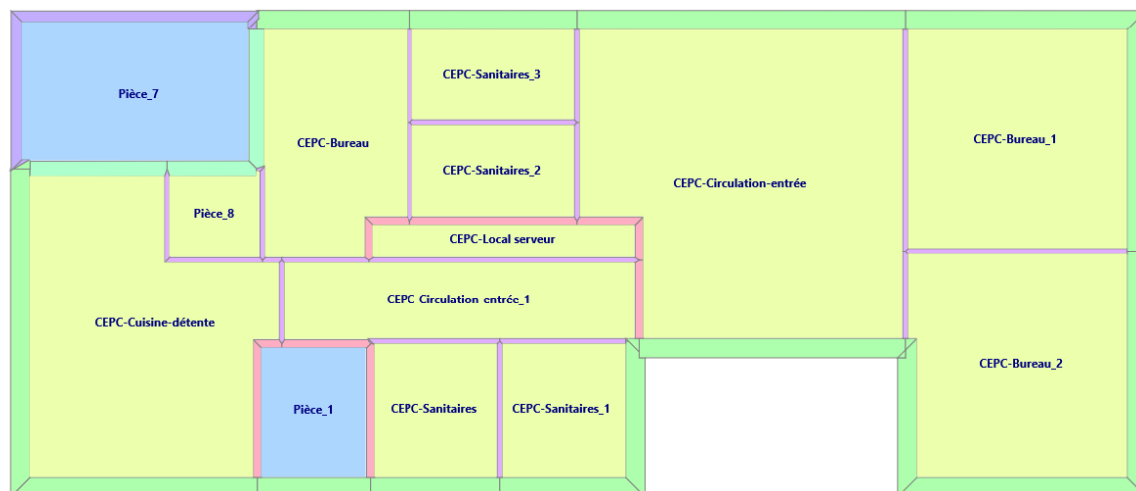 CEPC-Sanitaires_3
Pièce_7
CEPC-Bureau
CEPC-Bureau_1
CEPC-Sanitaires_2
CEPC-Circulation-entrée
Pièce_8
CEPC-Local serveur
CEPC Circulation entrée_1
CEPC-Cuisine-détente
CEPC-Bureau_2
Pièce_1
CEPC-Sanitaires
CEPC-Sanitaires_1